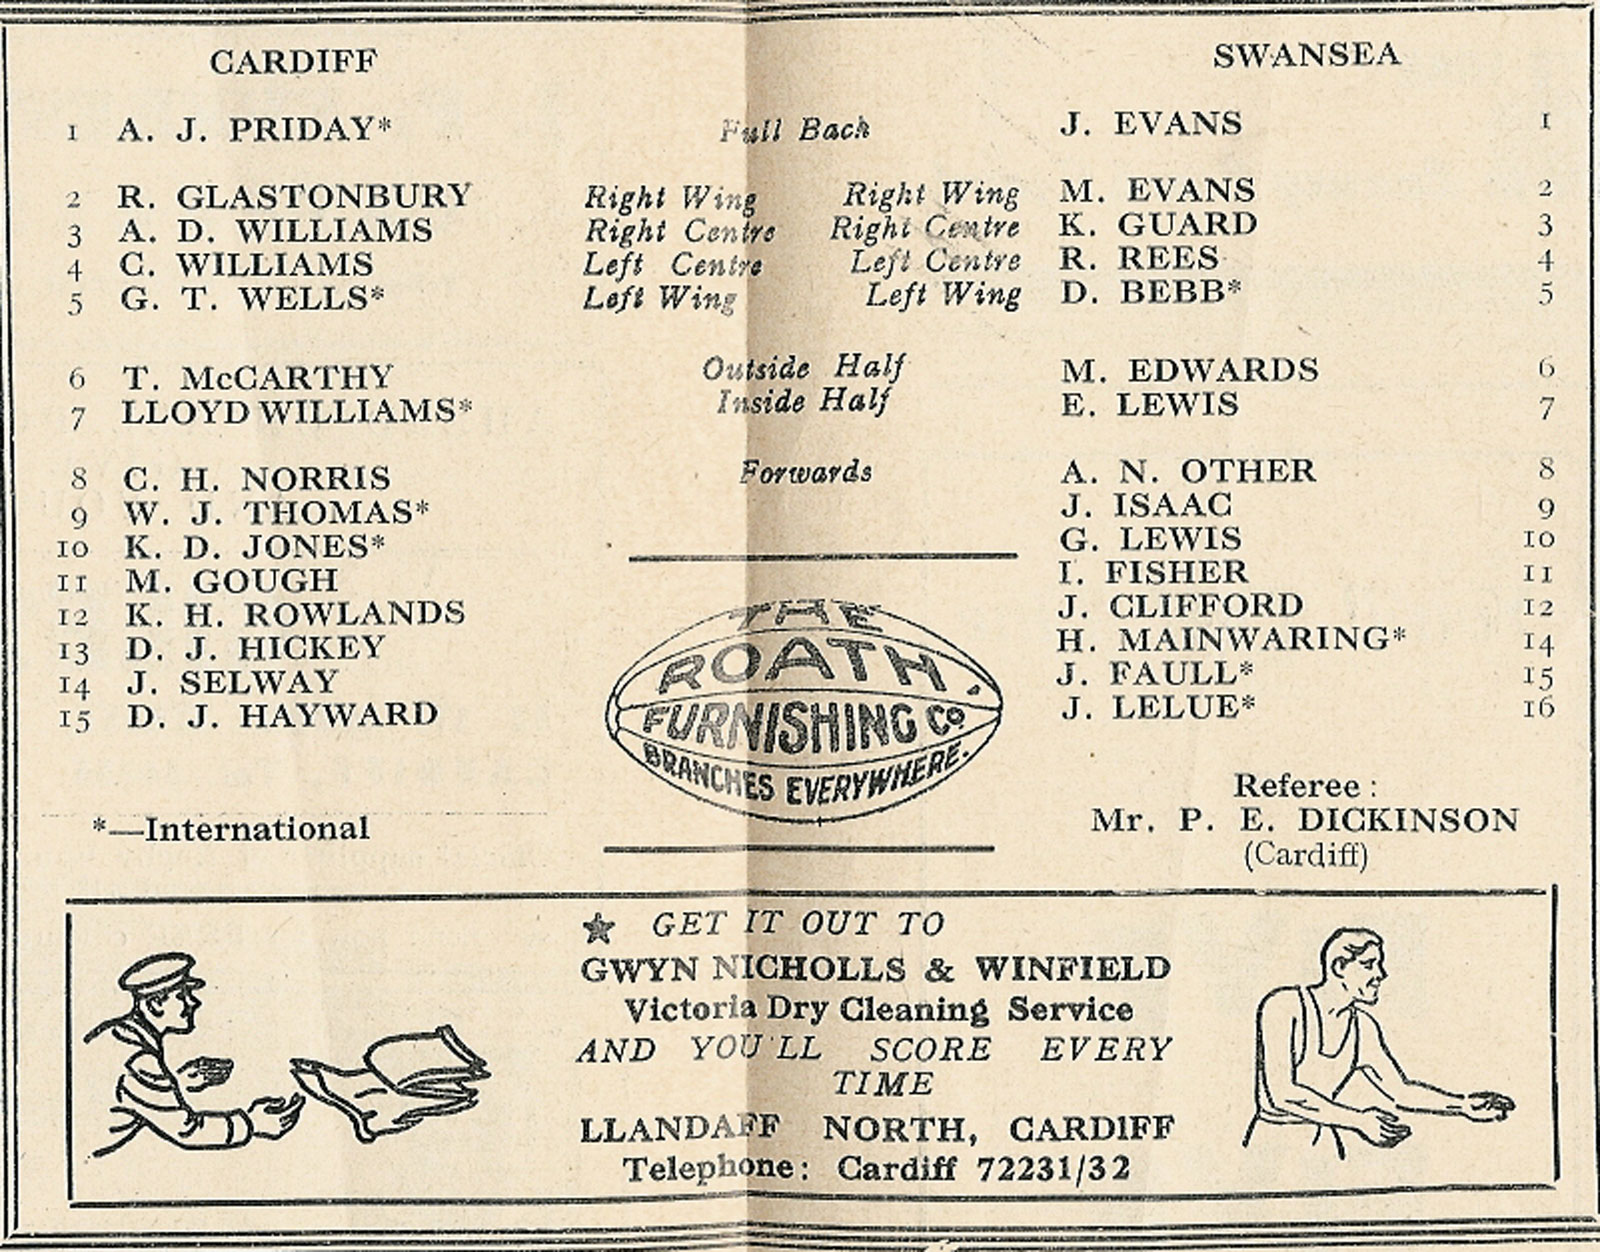 CARDIFF SWANSEA
1 A. J. PRIDAY* Full Back J. EVANS 1
2 R. GLASTONBURY Right Wing Right Wing M. EVANS 2
3 A. D. WILLIAMS Right Centre Right Centre K. GUARD 3
4 C. WILLIAMS Left Centre Left Centre R. REES 4
5 G. T. WELLS* Left Wing Left Wing D. BEBB* 5
6 T. McCARTHY Outside Half M. EDWARDS 6
7 LLOYD WILLIAMS* Inside Half E. LEWIS 7
8 C. H. NORRIS Forwards A. N. OTHER 8
9 W. J. THOMAS* J. ISAAC 9
10 K. D. JONES* G. LEWIS 10
11 M. GOUGH I. FISHER 11
12 K. H. ROWLANDS J. CLIFFORD 12
13 D. J. HICKEY H. MAINWARING* 14
14 J. SELWAY J. FAULL* 15
15 D. J. HAYWARD J. LELUE* 16
THE
ROATH
FURNISHING Co
BRANCHES EVERYWHERE.
*—International
Referee :
Mr. P. E. DICKINSON
(Cardiff)
★ GET IT OUT TO
GWYN NICHOLLS & WINFIELD
Victoria Dry Cleaning Service
AND YOU'LL SCORE EVERY
TIME
LLANDAFF NORTH, CARDIFF
Telephone: Cardiff 72231/32